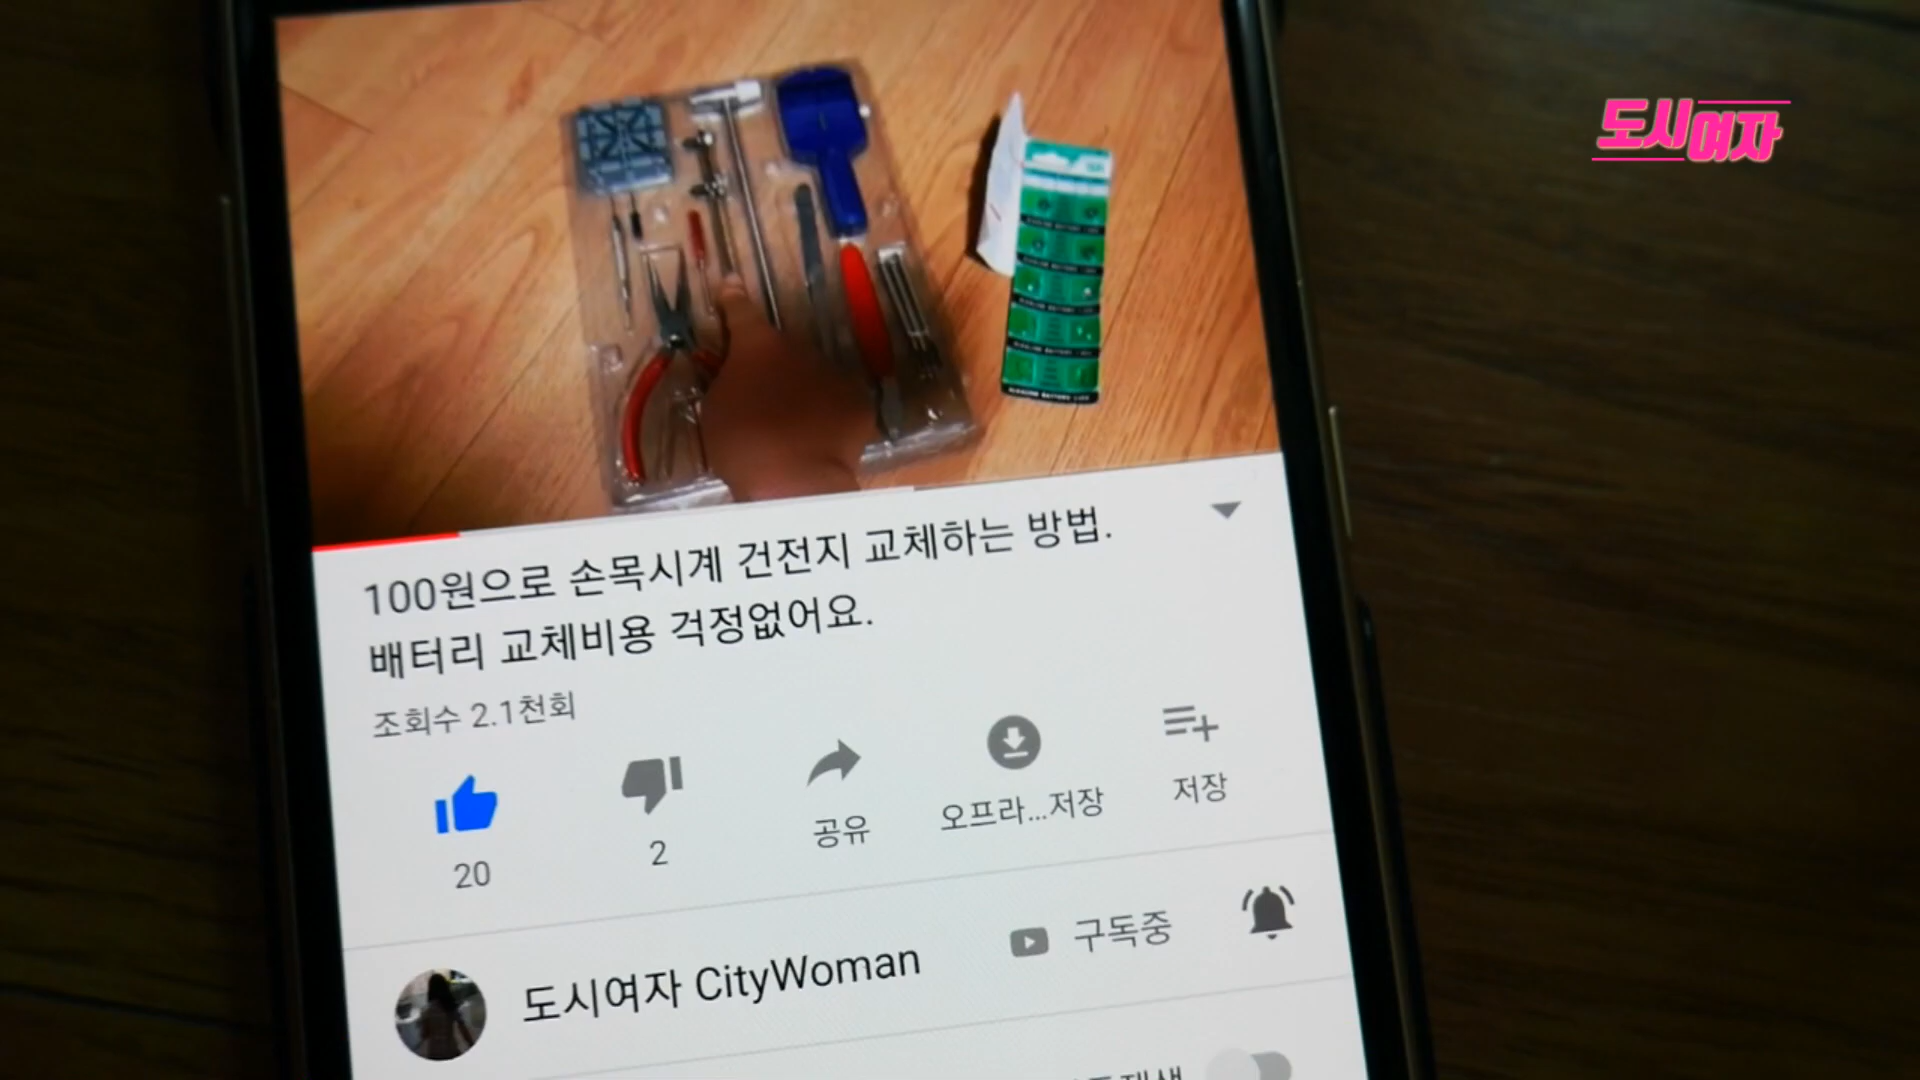 도시여자
100원으로 손목시계 건전지 교체하는 방법.
배터리 교체비용 걱정없어요.
조회수 2.1천회
20
2
공유
오프라...저장
저장
도시여자 CityWoman
구독중